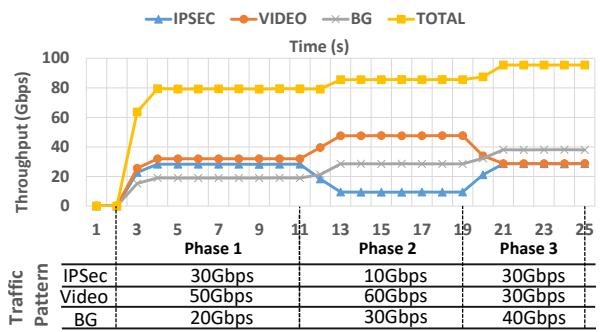 IPSEC VIDEO BG TOTAL
Time (s)
Throughput (Gbps)
100
80
60
40
20
0
1 3 5 7 9 11 13 15 17 19 21 23 25
Phase 1 Phase 2 Phase 3
Traffic Pattern
IPSec 30Gbps 10Gbps 30Gbps
Video 50Gbps 60Gbps 30Gbps
BG 20Gbps 30Gbps 40Gbps